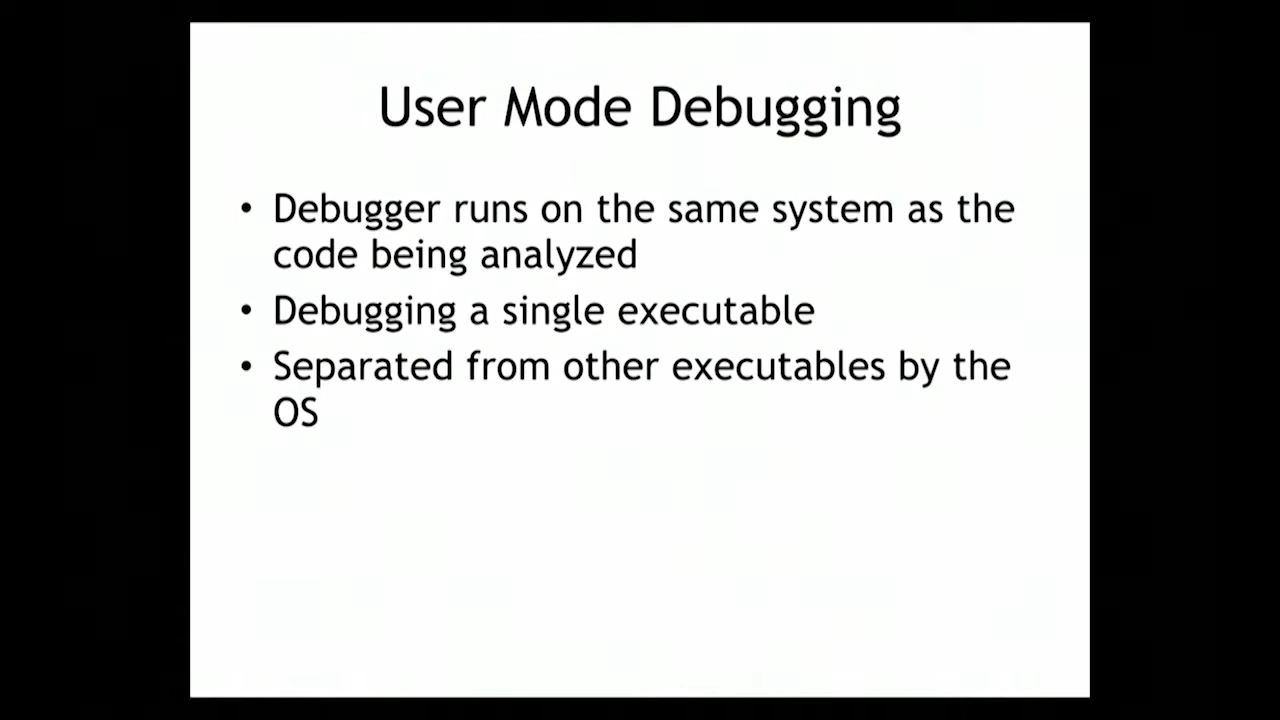 User Mode Debugging
• Debugger runs on the same system as the
code being analyzed
• Debugging a single executable
• Separated from other executables by the
OS